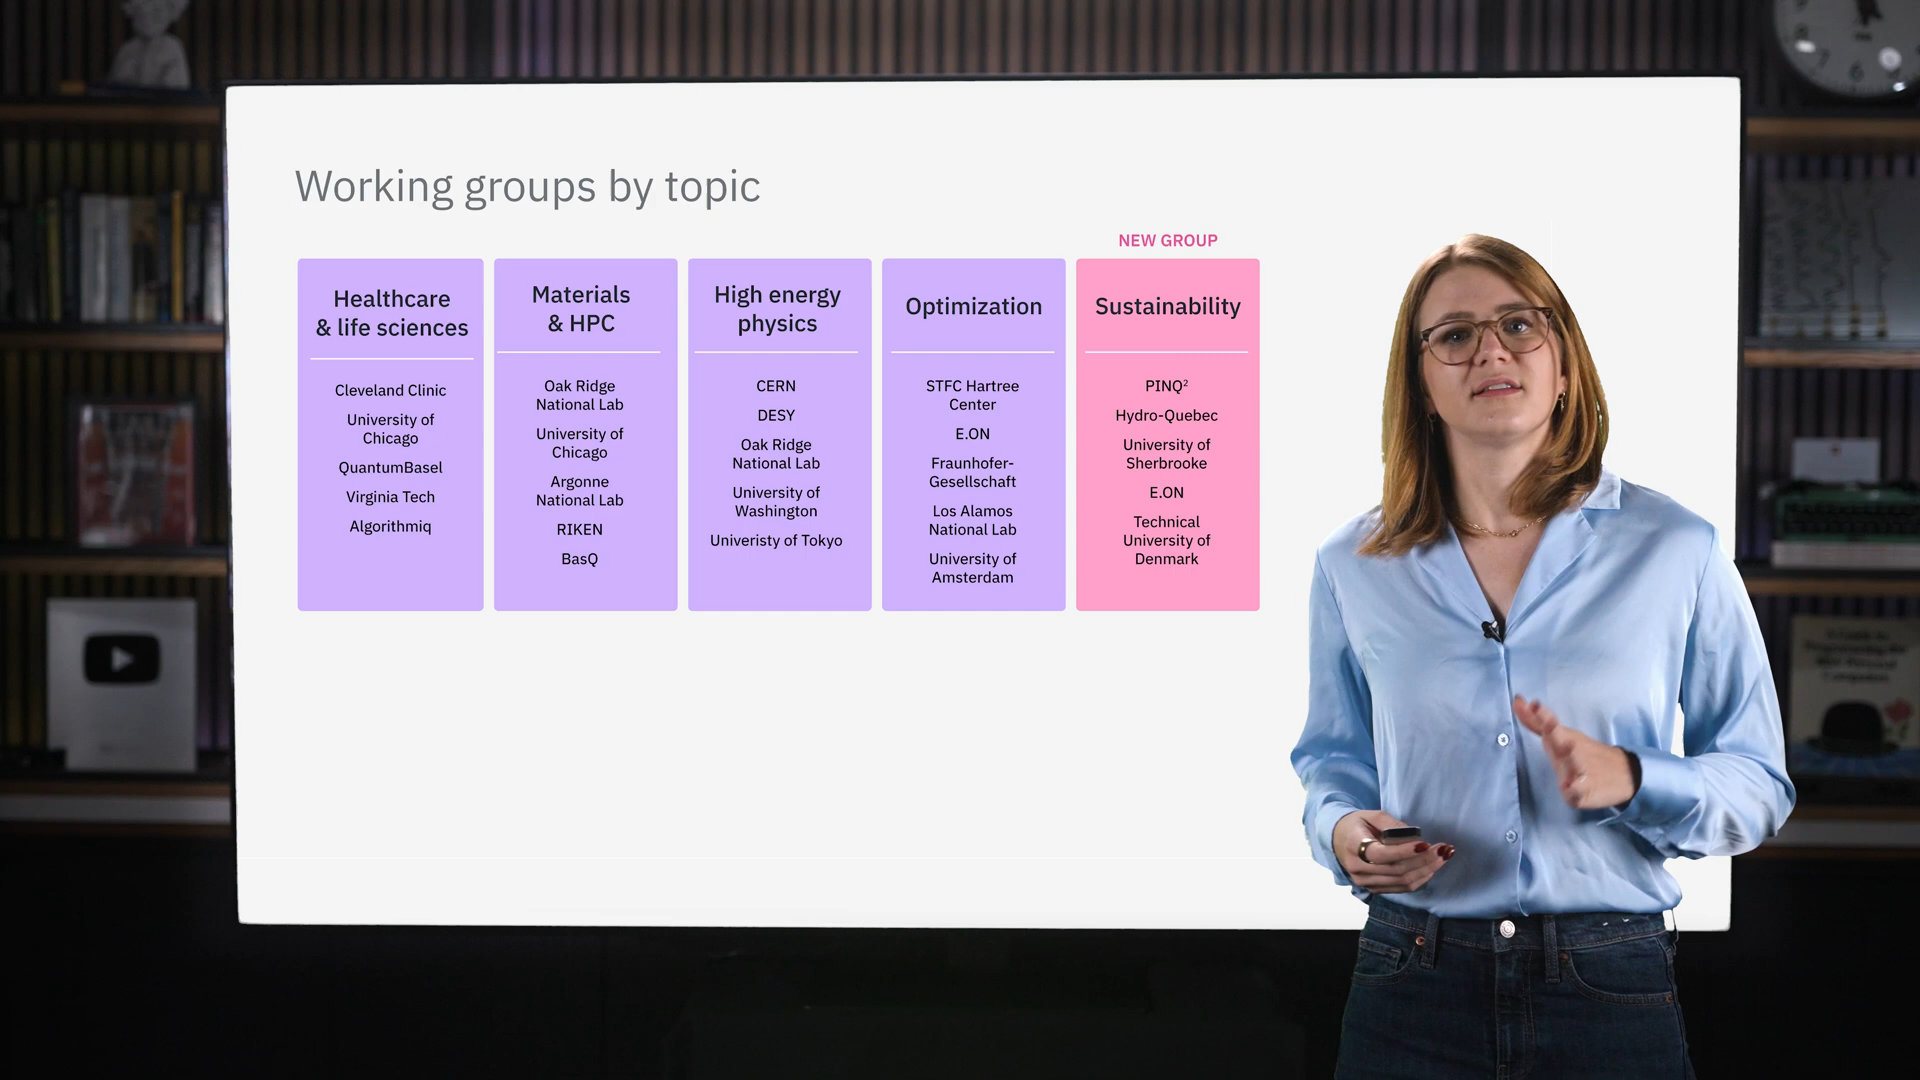 Working groups by topic
NEW GROUP
Healthcare
& life sciences
Cleveland Clinic
University of
Chicago
QuantumBasel
Virginia Tech
Algorithmiq
Materials
& HPC
Oak Ridge
National Lab
University of
Chicago
Argonne
National Lab
RIKEN
BasQ
High energy
physics
CERN
DESY
Oak Ridge
National Lab
University of
Washington
Univeristy of Tokyo
Optimization
STFC Hartree
Center
E.ON
Fraunhofer-
Gesellschaft
Los Alamos
National Lab
University of
Amsterdam
Sustainability
PINQ²
Hydro-Quebec
University of
Sherbrooke
E.ON
Technical
University of
Denmark